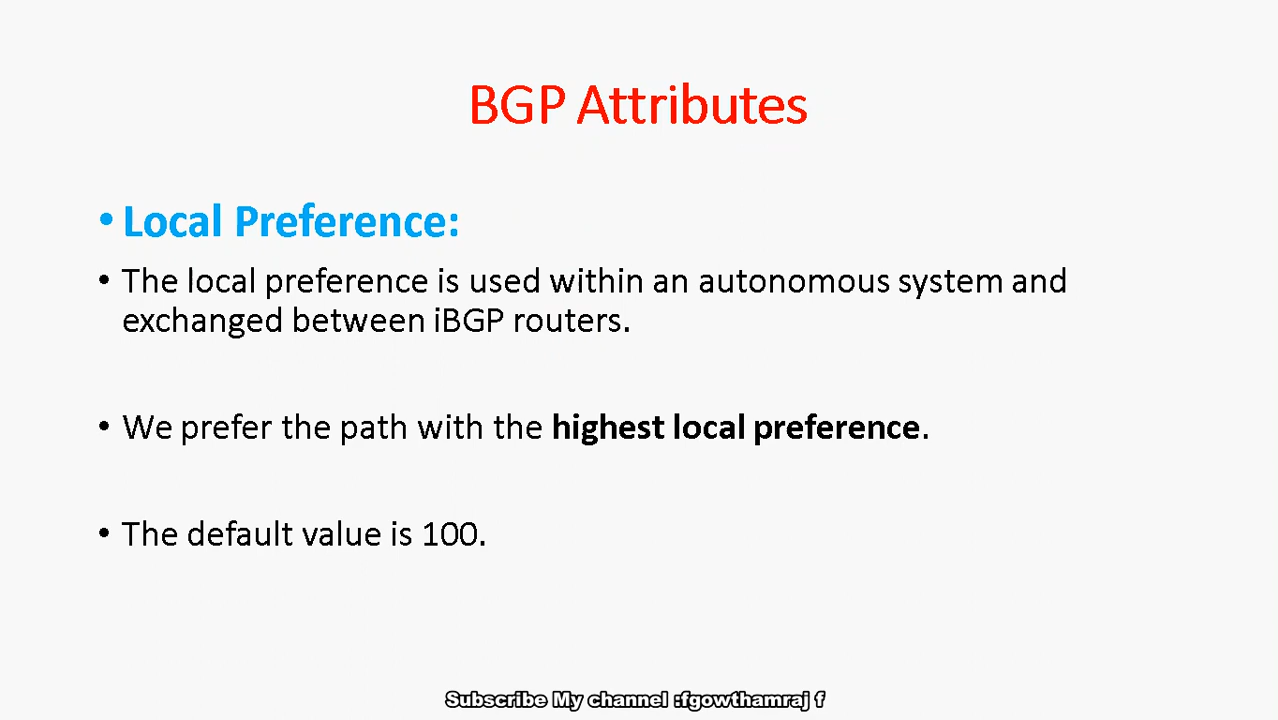 BGP Attributes
• Local Preference:
• The local preference is used within an autonomous system and
exchanged between iBGP routers.
• We prefer the path with the highest local preference.
• The default value is 100.
Subscribe My channel :fgowthamraj f